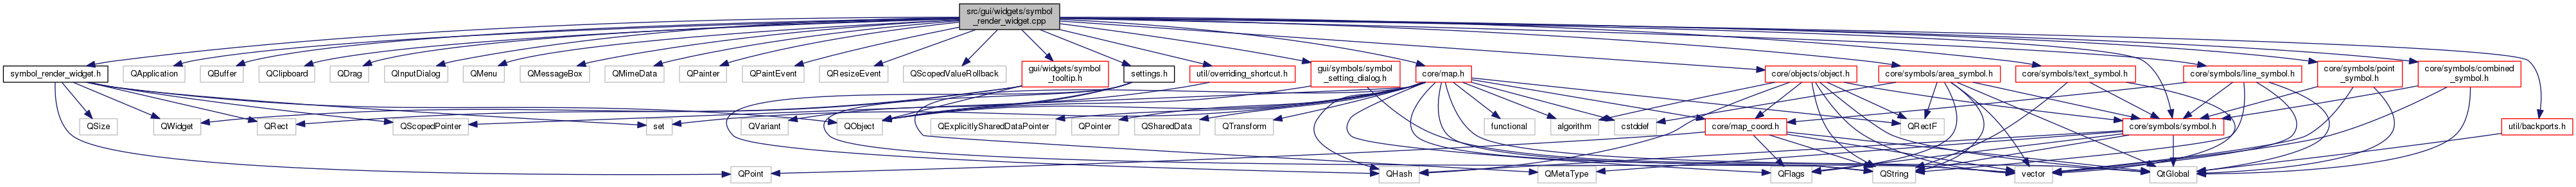 src/gui/widgets/symbol
_render_widget.cpp
symbol_render_widget.h
QApplication
QBuffer
QClipboard
QDrag
QInputDialog
QMenu
QMessageBox
QMimeData
QPainter
QPaintEvent
QResizeEvent
QScopedValueRollback
gui/widgets/symbol
_tooltip.h
settings.h
util/overriding_shortcut.h
gui/symbols/symbol
_setting_dialog.h
core/map.h
core/objects/object.h
core/symbols/area_symbol.h
core/symbols/text_symbol.h
core/symbols/line_symbol.h
core/symbols/point
_symbol.h
core/symbols/combined
_symbol.h
QSize
QWidget
QRect
QScopedPointer
set
QVariant
QObject
QExplicitlySharedDataPointer
QPointer
QSharedData
QTransform
functional
algorithm
cstddef
core/map_coord.h
QRectF
core/symbols/symbol.h
util/backports.h
QPoint
QHash
QMetaType
QFlags
QString
vector
QtGlobal